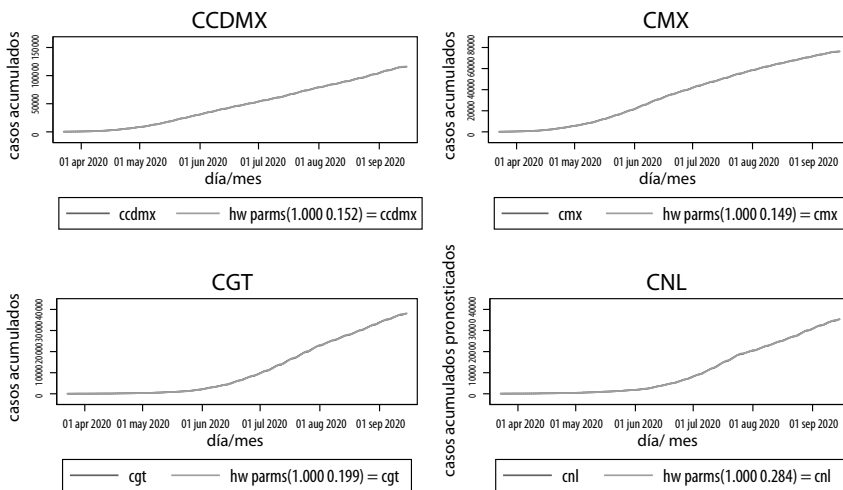 CCDMX
casos acumulados
150000
100000
50000
0
01 apr 2020 01 may 2020 01 jun 2020 01 jul 2020 01 aug 2020 01 sep 2020
día/mes
ccdmx hw parms(1.000 0.152) = ccdmx
CMX
casos acumulados
80000
60000
40000
20000
0
01 apr 2020 01 may 2020 01 jun 2020 01 jul 2020 01 aug 2020 01 sep 2020
día/mes
cmx hw parms(1.000 0.149) = cmx
CGT
casos acumulados
40000
30000
20000
10000
0
01 apr 2020 01 may 2020 01 jun 2020 01 jul 2020 01 aug 2020 01 sep 2020
día/mes
cgt hw parms(1.000 0.199) = cgt
CNL
casos acumulados pronosticados
40000
30000
20000
10000
0
01 apr 2020 01 may 2020 01 jun 2020 01 jul 2020 01 aug 2020 01 sep 2020
día/ mes
cnl hw parms(1.000 0.284) = cnl